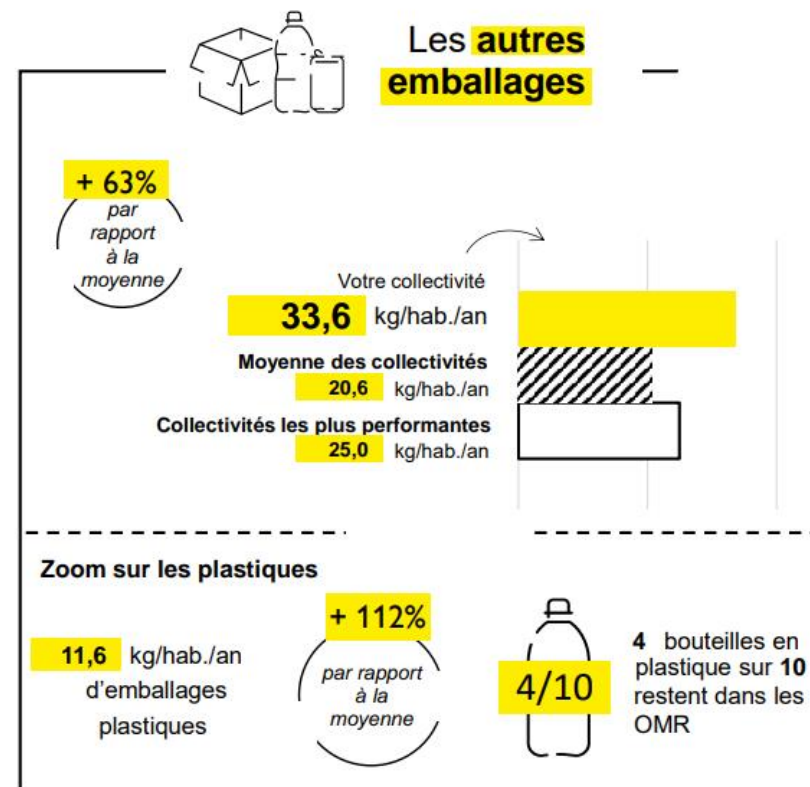 Les autres
emballages
+ 63%
par
rapport
à la
moyenne
Votre collectivité
33,6 kg/hab./an
Moyenne des collectivités
20,6 kg/hab./an
Collectivités les plus performantes
25,0 kg/hab./an
Zoom sur les plastiques
11,6 kg/hab./an
d’emballages
plastiques
+ 112%
par rapport
à la
moyenne
4/10
4 bouteilles en
plastique sur 10
restent dans les
OMR